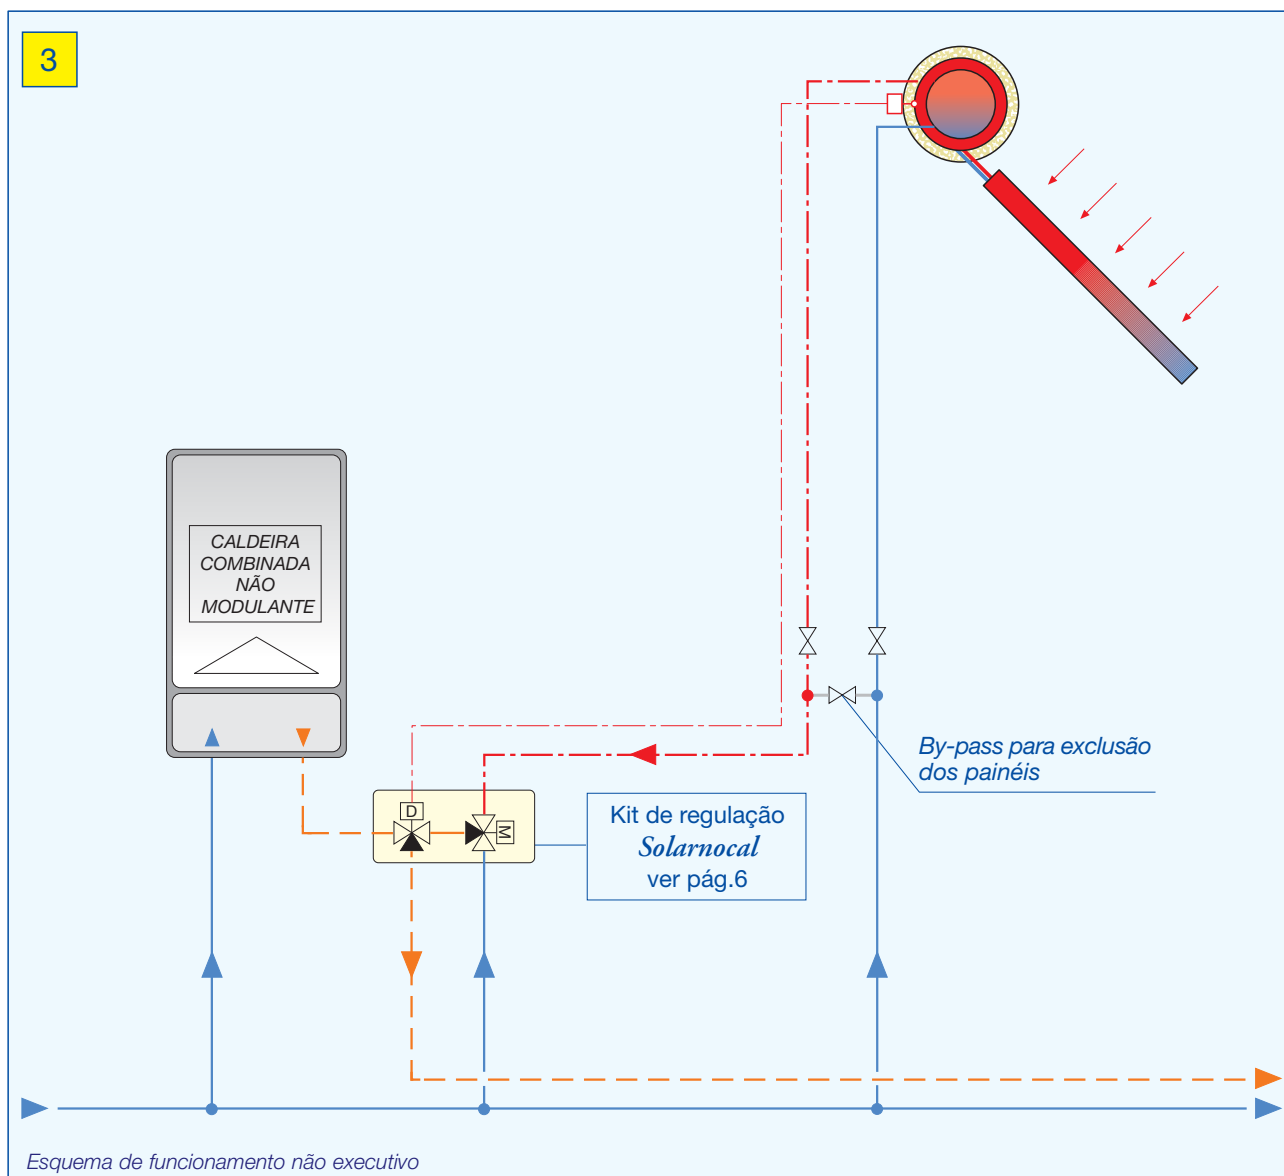 3
CALDEIRA
COMBINADA
NÃO
MODULANTE
By-pass para exclusão
dos painéis
D
M
Kit de regulação
Solarnocal
ver pág.6
Esquema de funcionamento não executivo